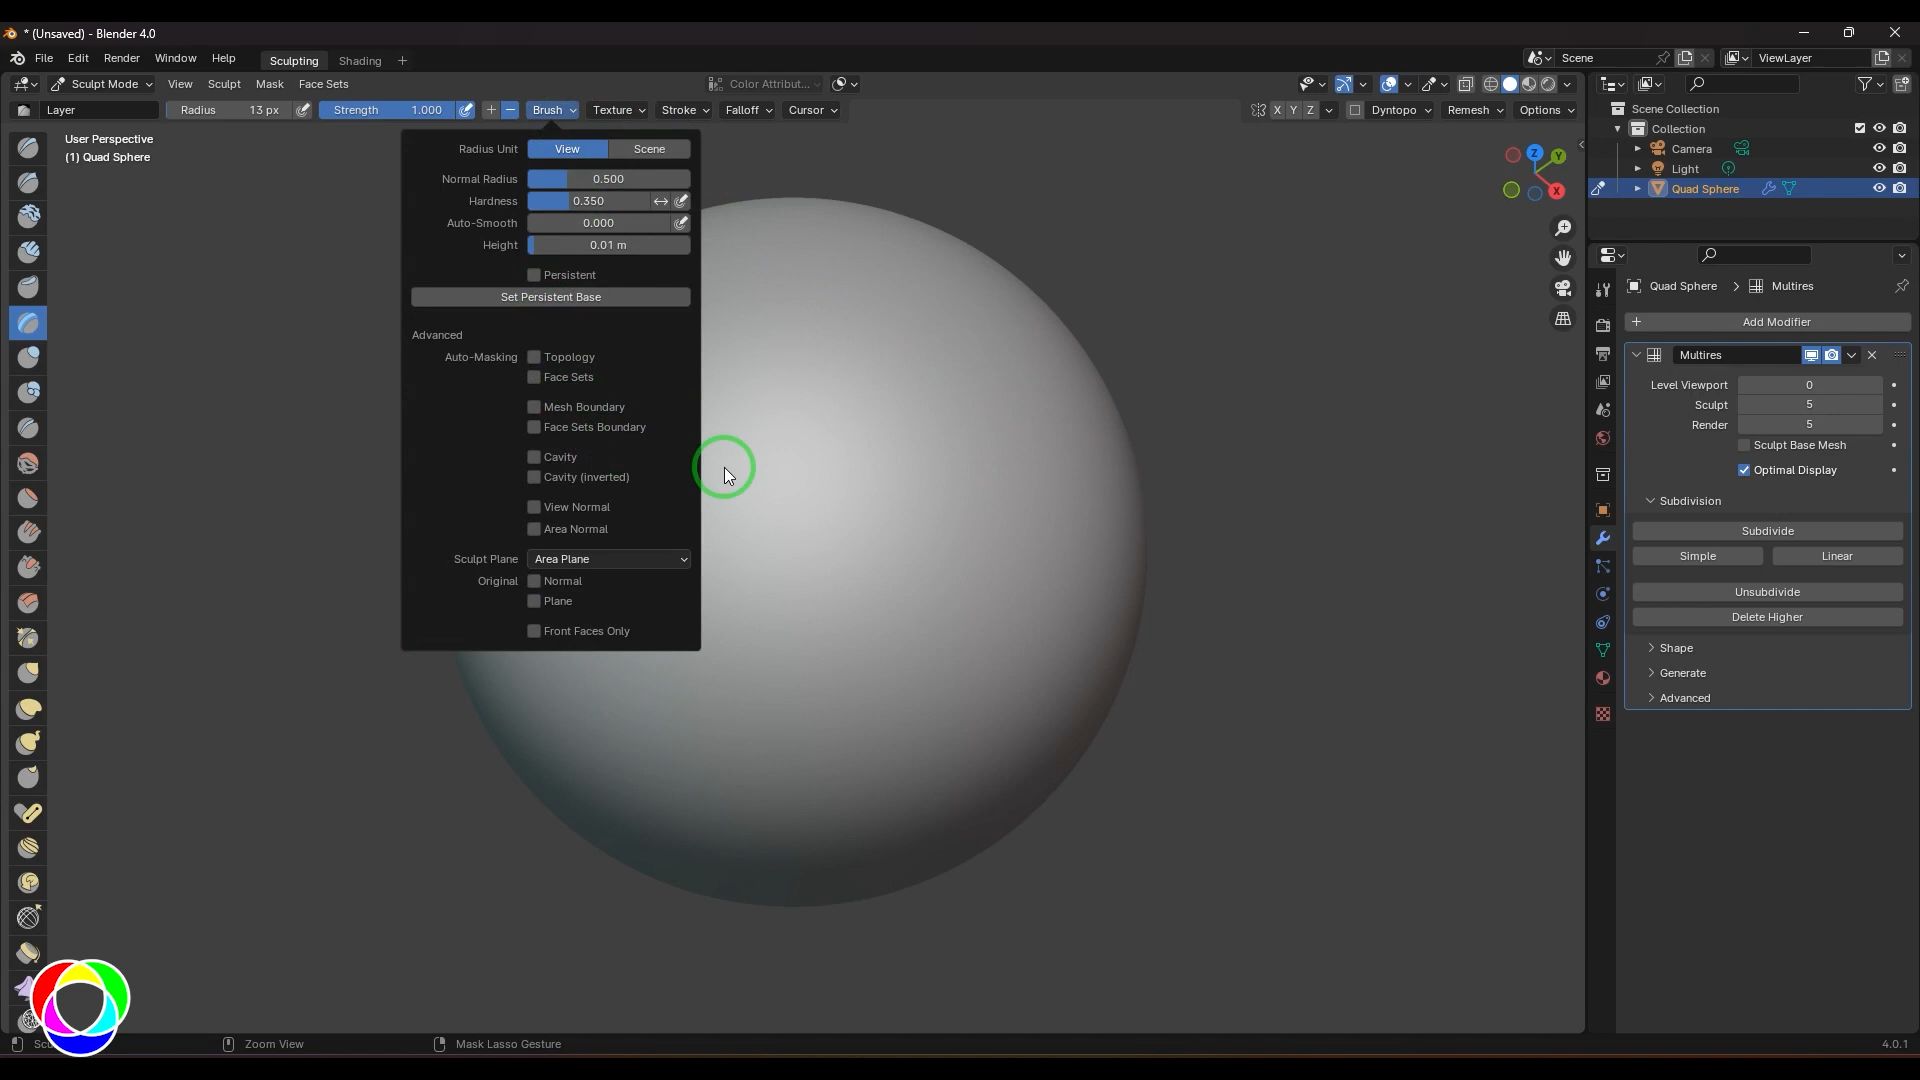 * (Unsaved) - Blender 4.0
File Edit Render Window Help Sculpting Shading + Scene ViewLayer
Sculpt Mode View Sculpt Mask Face Sets Color Attribut...
Layer Radius 13 px Strength 1.000 Brush Texture Stroke Falloff Cursor X Y Z Dyntopo Remesh Options
User Perspective
(1) Quad Sphere
Radius Unit View Scene
Normal Radius 0.500
Hardness 0.350
Auto-Smooth 0.000
Height 0.01 m
Persistent
Set Persistent Base
Advanced
Auto-Masking Topology
Face Sets
Mesh Boundary
Face Sets Boundary
Cavity
Cavity (inverted)
View Normal
Area Normal
Sculpt Plane Area Plane
Original Normal
Plane
Front Faces Only
Z
Y
X
Scene Collection
Collection
Camera
Light
Quad Sphere
Quad Sphere > Multires
+ Add Modifier
Multires
Level Viewport 0
Sculpt 5
Render 5
Sculpt Base Mesh
Optimal Display
Subdivision
Subdivide
Simple Linear
Unsubdivide
Delete Higher
Shape
Generate
Advanced
Zoom View Mask Lasso Gesture 4.0.1